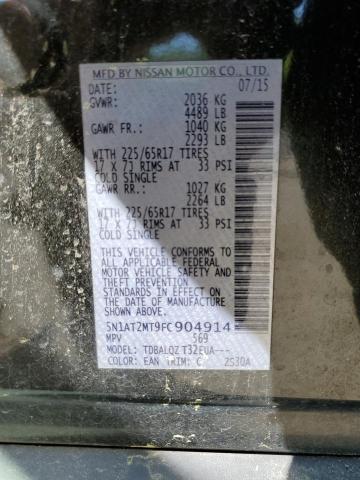 MFD BY NISSAN MOTOR CO., LTD.
DATE: 07/15
GVWR: 2036 KG
4489 LB
GAWR FR.: 1040 KG
2293 LB
WITH 225/65R17 TIRES
17 X 7J RIMS AT 33 PSI
COLD SINGLE
GAWR RR.: 1027 KG
2264 LB
WITH 225/65R17 TIRES
17 X 7J RIMS AT 33 PSI
COLD SINGLE
THIS VEHICLE CONFORMS TO
ALL APPLICABLE FEDERAL
MOTOR VEHICLE SAFETY AND
AND THEFT PREVENTION
STANDARDS IN EFFECT ON
THE DATE OF MANUFACTURE
SHOWN ABOVE.
5N1AT2MT9FC904914
MPV 569
MODEL: TDBALQZ T32EUA---
COLOR: EAN TRIM: C 2S30A